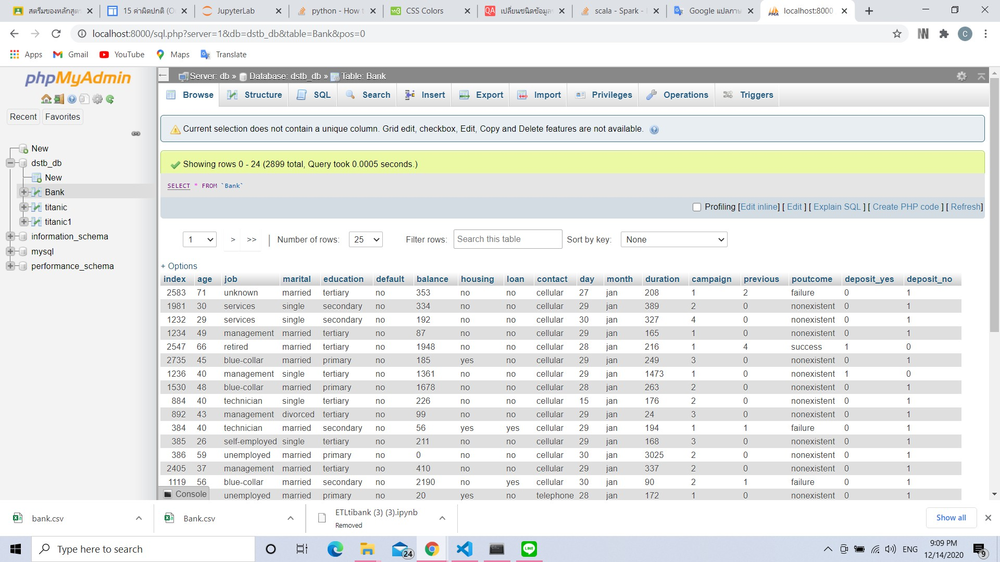 สตรีมของหลักสูตร
15 ค่าผิดปกติ (O
JupyterLab
python - How t
CSS Colors
QA เปลี่ยนชนิดข้อมูล
scala - Spark -
Google แปลภาษ
PMA localhost:8000
localhost:8000/sql.php?server=1&db=dstb_db&table=Bank&pos=0
C
Apps Gmail YouTube Maps Translate
phpMyAdmin
Recent Favorites
New
dstb_db
New
Bank
titanic
titanic1
information_schema
mysql
performance_schema
Server: db » Database: dstb_db » Table: Bank
Browse Structure SQL Search Insert Export Import Privileges Operations Triggers
Current selection does not contain a unique column. Grid edit, checkbox, Edit, Copy and Delete features are not available.
Showing rows 0 - 24 (2899 total, Query took 0.0005 seconds.)
SELECT * FROM `Bank`
Profiling [Edit inline] [ Edit ] [ Explain SQL ] [ Create PHP code ] [ Refresh]
1 > >> | Number of rows: 25 Filter rows: Search this table Sort by key: None
+ Options
index age job marital education default balance housing loan contact day month duration campaign previous poutcome deposit_yes deposit_no
2583 71 unknown married tertiary no 353 no no cellular 27 jan 208 1 2 failure 0 1
1981 30 services single secondary no 334 no no cellular 29 jan 389 2 0 nonexistent 0 1
1232 29 services single secondary no 192 no no cellular 30 jan 327 4 0 nonexistent 0 1
1234 49 management married tertiary no 87 no no cellular 29 jan 165 1 0 nonexistent 0 1
2547 66 retired married tertiary no 1948 no no cellular 28 jan 216 1 4 success 1 0
2735 45 blue-collar married primary no 185 yes no cellular 29 jan 249 3 0 nonexistent 0 1
1236 40 management single tertiary no 1361 no no cellular 29 jan 1473 1 0 nonexistent 1 0
1530 48 blue-collar married primary no 1678 no no cellular 28 jan 263 2 0 nonexistent 0 1
884 40 technician single tertiary no 226 no no cellular 15 jan 176 2 0 nonexistent 0 1
892 43 management divorced tertiary no 99 no no cellular 29 jan 24 3 0 nonexistent 0 1
384 40 technician married secondary no 56 yes yes cellular 29 jan 194 1 1 failure 0 1
385 26 self-employed single tertiary no 211 no no cellular 29 jan 168 3 0 nonexistent 0 1
386 59 unemployed married primary no 0 no no cellular 30 jan 3025 2 0 nonexistent 0 1
2405 37 management married tertiary no 410 no no cellular 29 jan 337 2 0 nonexistent 0 1
1119 56 blue-collar married secondary no 2190 no yes cellular 30 jan 90 2 1 failure 0 1
Console unemployed married primary no 20 yes no telephone 28 jan 172 1 0 nonexistent 0 1
bank.csv
Bank.csv
ETLtibank (3) (3).ipynb
Removed
Show all
Type here to search
24
LINE
ENG
9:09 PM
12/14/2020
9